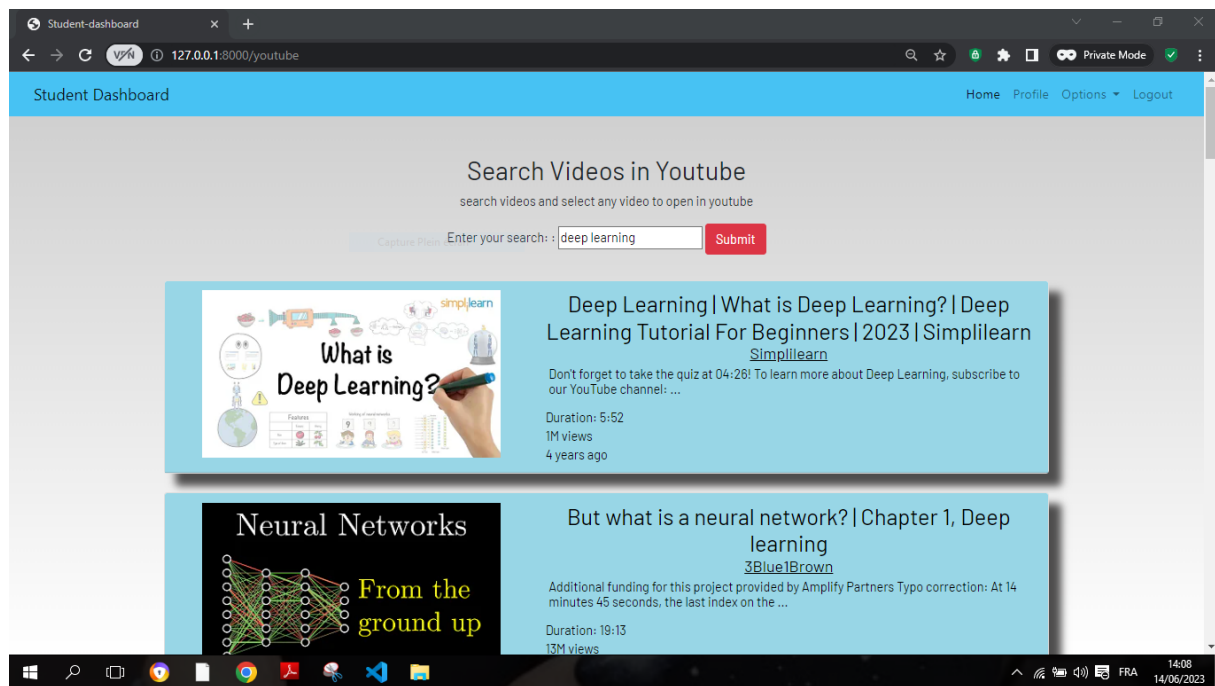 Student-dashboard
VPN
127.0.0.1:8000/youtube
Private Mode
Student Dashboard
Home Profile Options Logout
Search Videos in Youtube
search videos and select any video to open in youtube
Capture Plein
Enter your search: : deep learning Submit
simplilearn
What is
Deep Learning?
Features
Deep Learning | What is Deep Learning? | Deep
Learning Tutorial For Beginners | 2023 | Simplilearn
Simplilearn
Don't forget to take the quiz at 04:26! To learn more about Deep Learning, subscribe to
our YouTube channel: ...
Duration: 5:52
1M views
4 years ago
Neural Networks
From the
ground up
But what is a neural network? | Chapter 1, Deep
learning
3Blue1Brown
Additional funding for this project provided by Amplify Partners Typo correction: At 14
minutes 45 seconds, the last index on the ...
Duration: 19:13
13M views
FRA
14:08
14/06/2023